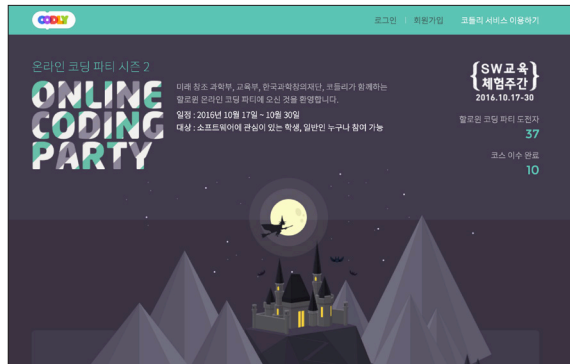 CODLY
로그인 | 회원가입 코들리 서비스 이용하기
온라인 코딩 파티 시즌 2
ONLINE
CODING
PARTY
미래 창조 과학부, 교육부, 한국과학창의재단, 코들리가 함께하는
할로윈 온라인 코딩 파티에 오신 것을 환영합니다.
일정 : 2016년 10월 17일 ~ 10월 30일
대상 : 소프트웨어에 관심이 있는 학생, 일반인 누구나 참여 가능
{SW교육
체험주간}
2016.10.17-30
할로윈 코딩 파티 도전자
37
코스 이수 완료
10